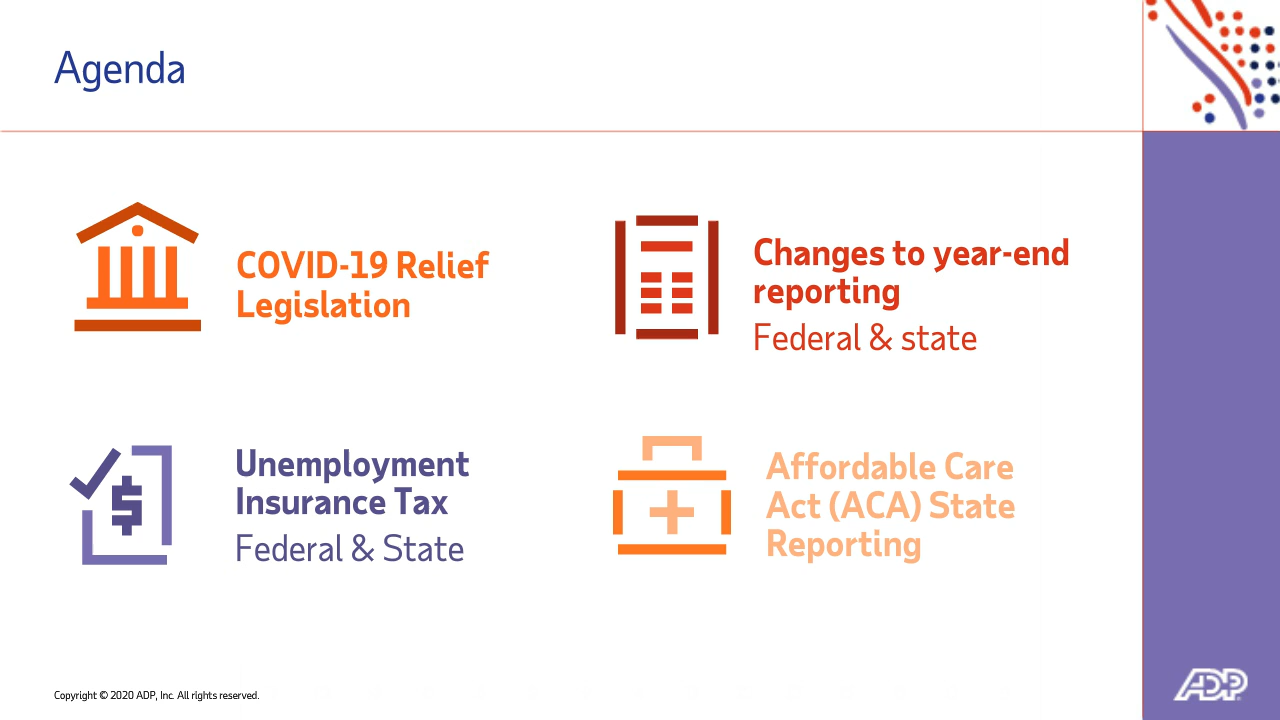 Agenda
COVID-19 Relief
Legislation
Changes to year-end
reporting
Federal & state
Unemployment
Insurance Tax
Federal & State
Affordable Care
Act (ACA) State
Reporting
Copyright © 2020 ADP, Inc. All rights reserved.
ADP